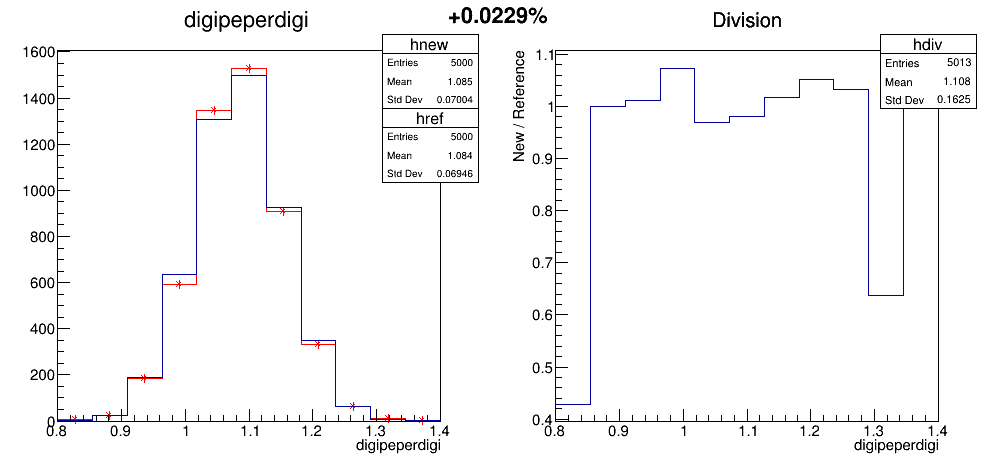 +0.0229%
digipeperdigi
hnew
Entries 5000
Mean 1.085
Std Dev 0.07004
href
Entries 5000
Mean 1.084
Std Dev 0.06946
1600
1400
1200
1000
800
600
400
200
0
0.8 0.9 1 1.1 1.2 1.3 1.4
digipeperdigi
Division
hdiv
Entries 5013
Mean 1.108
Std Dev 0.1625
New / Reference
1.1
1
0.9
0.8
0.7
0.6
0.5
0.4
0.8 0.9 1 1.1 1.2 1.3 1.4
digipeperdigi